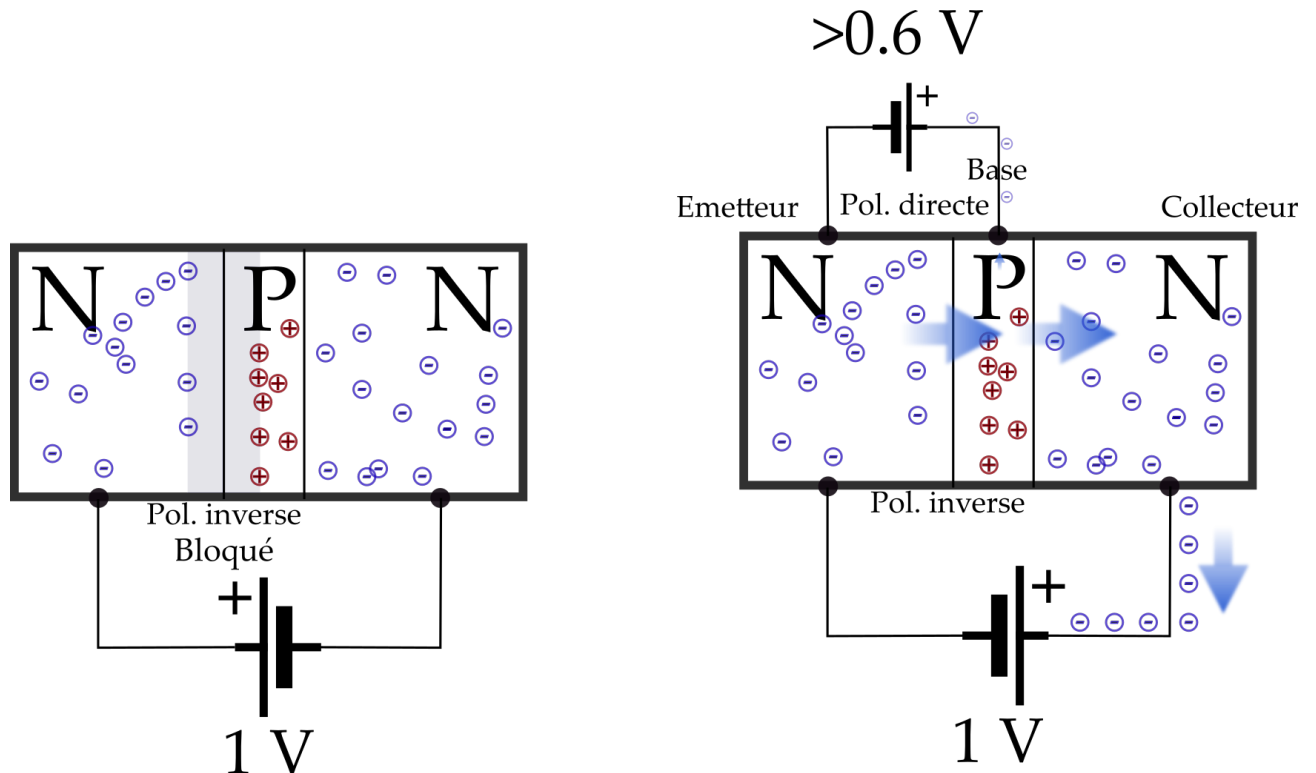 N P N
Pol. inverse
Bloqué
+
1 V
>0.6 V
+
Base
Emetteur Pol. directe Collecteur
N P N
Pol. inverse
+
1 V